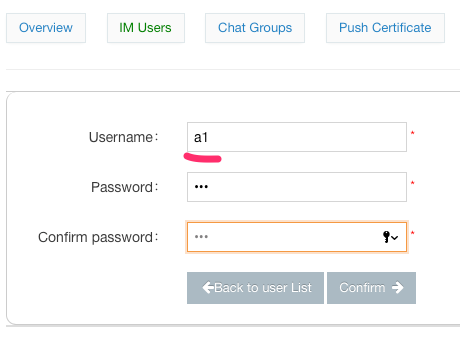 Overview IM Users Chat Groups Push Certificate
Username: a1 *
Password: ••• *
Confirm password: ••• *
Back to user List Confirm